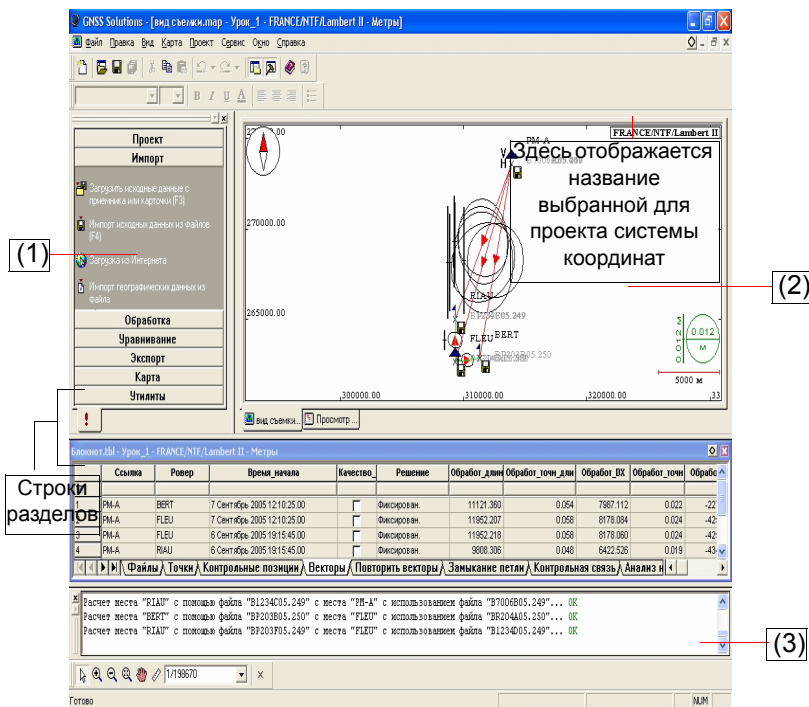 GNSS Solutions - [вид съемки.map - Урок_1 - FRANCE/NTF/Lambert II - Метры]
Файл Правка Вид Карта Проект Сервис Окно Справка
B I U A
Проект
Импорт
Загрузить исходные данные с
приемника или карточки (F3)
Импорт исходных данных из файлов
(F4)
Загрузка из Интернета
Импорт географических данных из
файла
Обработка
Уравнивание
Экспорт
Карта
Утилиты
(1)
FRANCE/NTF/Lambert II
PM-A
V
H
Здесь отображается
название
выбранной для
проекта системы
координат
270000.00
265000.00
(2)
RIAU
FLEU
BERT
0.012 м
0.012
М
5000 м
300000.00
310000.00
320000.00
33
вид съемки...
Просмотр ...
Строки
разделов
Блокнот.tbl - Урок_1 - FRANCE/NTF/Lambert II - Метры
Ссылка Ровер Время_начала Качество_ Решение Обработ_длин Обработ_точн_дли Обработ_DX Обработ_точн Обрабо
1 PM-A BERT 7 Сентябрь 2005 12:10:25.00 Фиксирован. 11121.360 0.054 7987.112 0.022 -22
2 PM-A FLEU 7 Сентябрь 2005 12:10:25.00 Фиксирован. 11952.207 0.058 8178.084 0.024 -42
3 PM-A FLEU 6 Сентябрь 2005 19:15:45.00 Фиксирован. 11952.218 0.058 8178.060 0.024 -42
4 PM-A RIAU 6 Сентябрь 2005 19:15:45.00 Фиксирован. 9808.306 0.048 6422.526 0.019 -43
Файлы Точки Контрольные позиции Векторы Повторить векторы Замыкание петли Контрольная связь Анализ н
Расчет места "RIAU" с помощью файла "B1234C05.249" с места "PM-A" с использованием файла "B7006B05.249"... OK
Расчет места "BERT" с помощью файла "BP203B05.250" с места "FLEU" с использованием файла "BR204A05.250"... OK
Расчет места "RIAU" с помощью файла "BP203F05.249" с места "FLEU" с использованием файла "B1234D05.249"... OK
(3)
1/198670
Готово
NUM